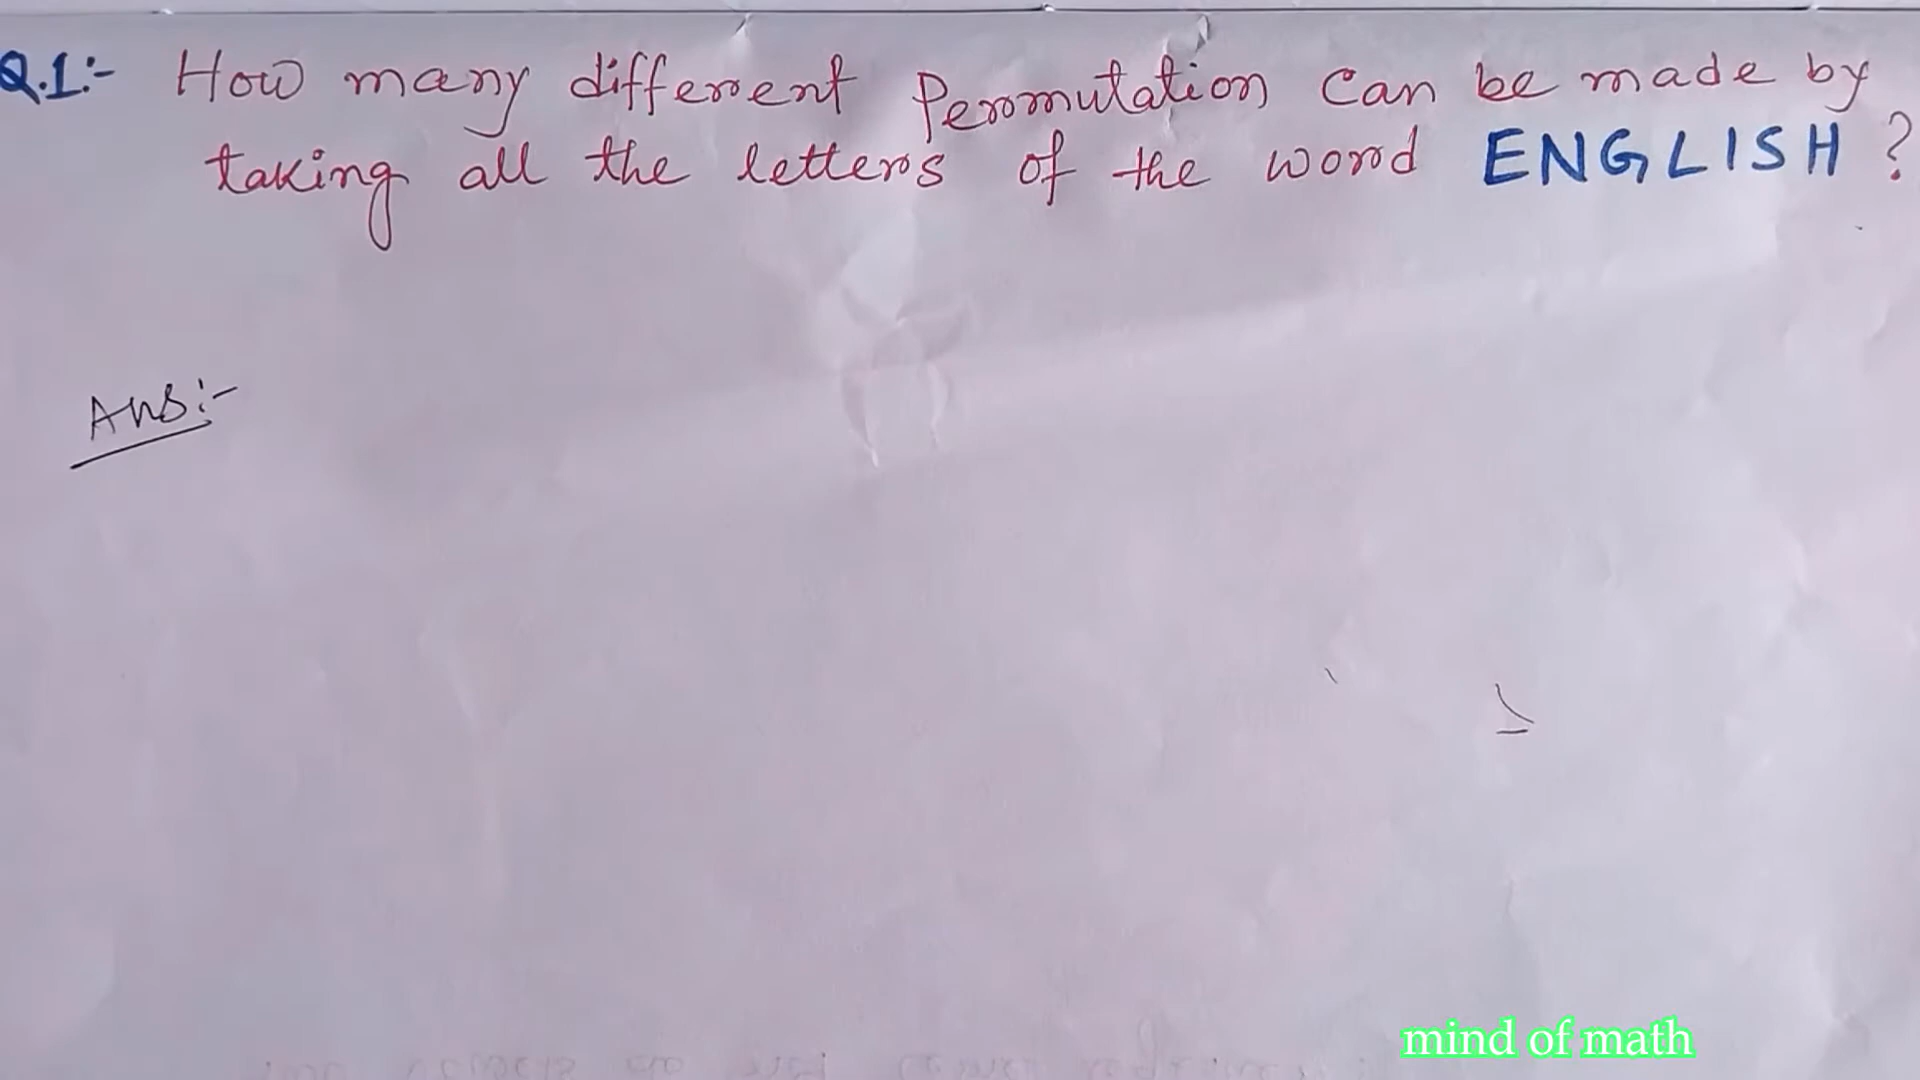 Q.1:- How many different Permutation can be made by
taking all the letters of the word ENGLISH ?
Ans:-
mind of math